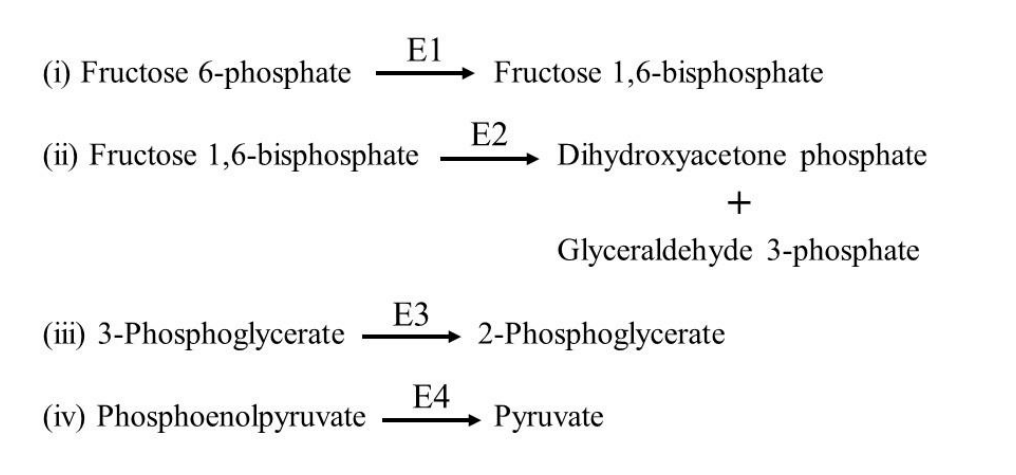 E1
(i) Fructose 6-phosphate Fructose 1,6-bisphosphate
E2
(ii) Fructose 1,6-bisphosphate Dihydroxyacetone phosphate
+
Glyceraldehyde 3-phosphate
E3
(iii) 3-Phosphoglycerate 2-Phosphoglycerate
E4
(iv) Phosphoenolpyruvate Pyruvate